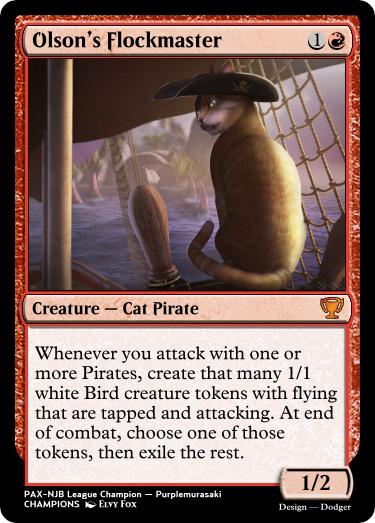 Olson's Flockmaster 1
Creature — Cat Pirate
Whenever you attack with one or
more Pirates, create that many 1/1
white Bird creature tokens with flying
that are tapped and attacking. At end
of combat, choose one of those
tokens, then exile the rest.
1/2
PAX-NJB League Champion — Purplemurasaki
CHAMPIONS Elvy Fox
Design — Dodger